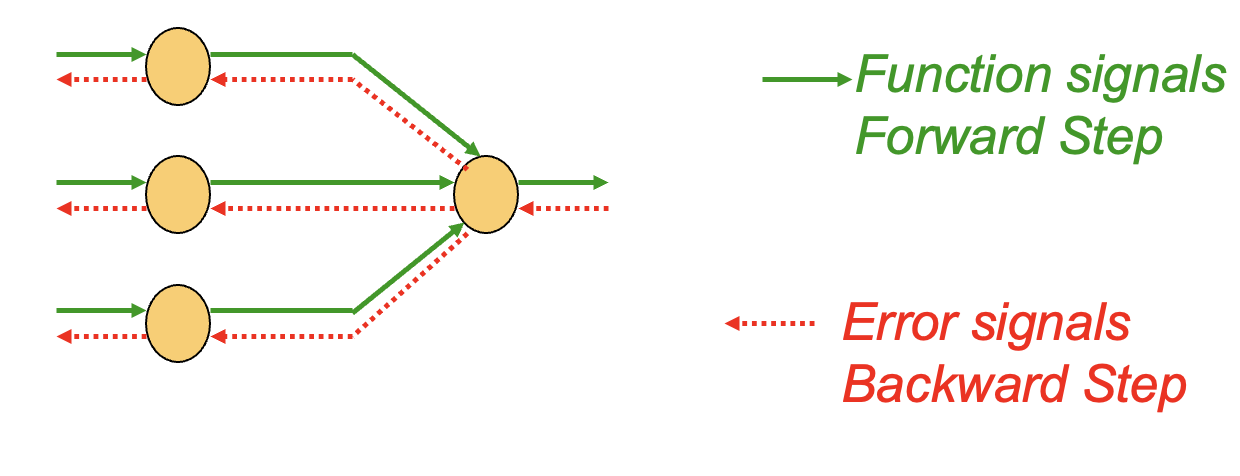 Function signals
Forward Step
Error signals
Backward Step